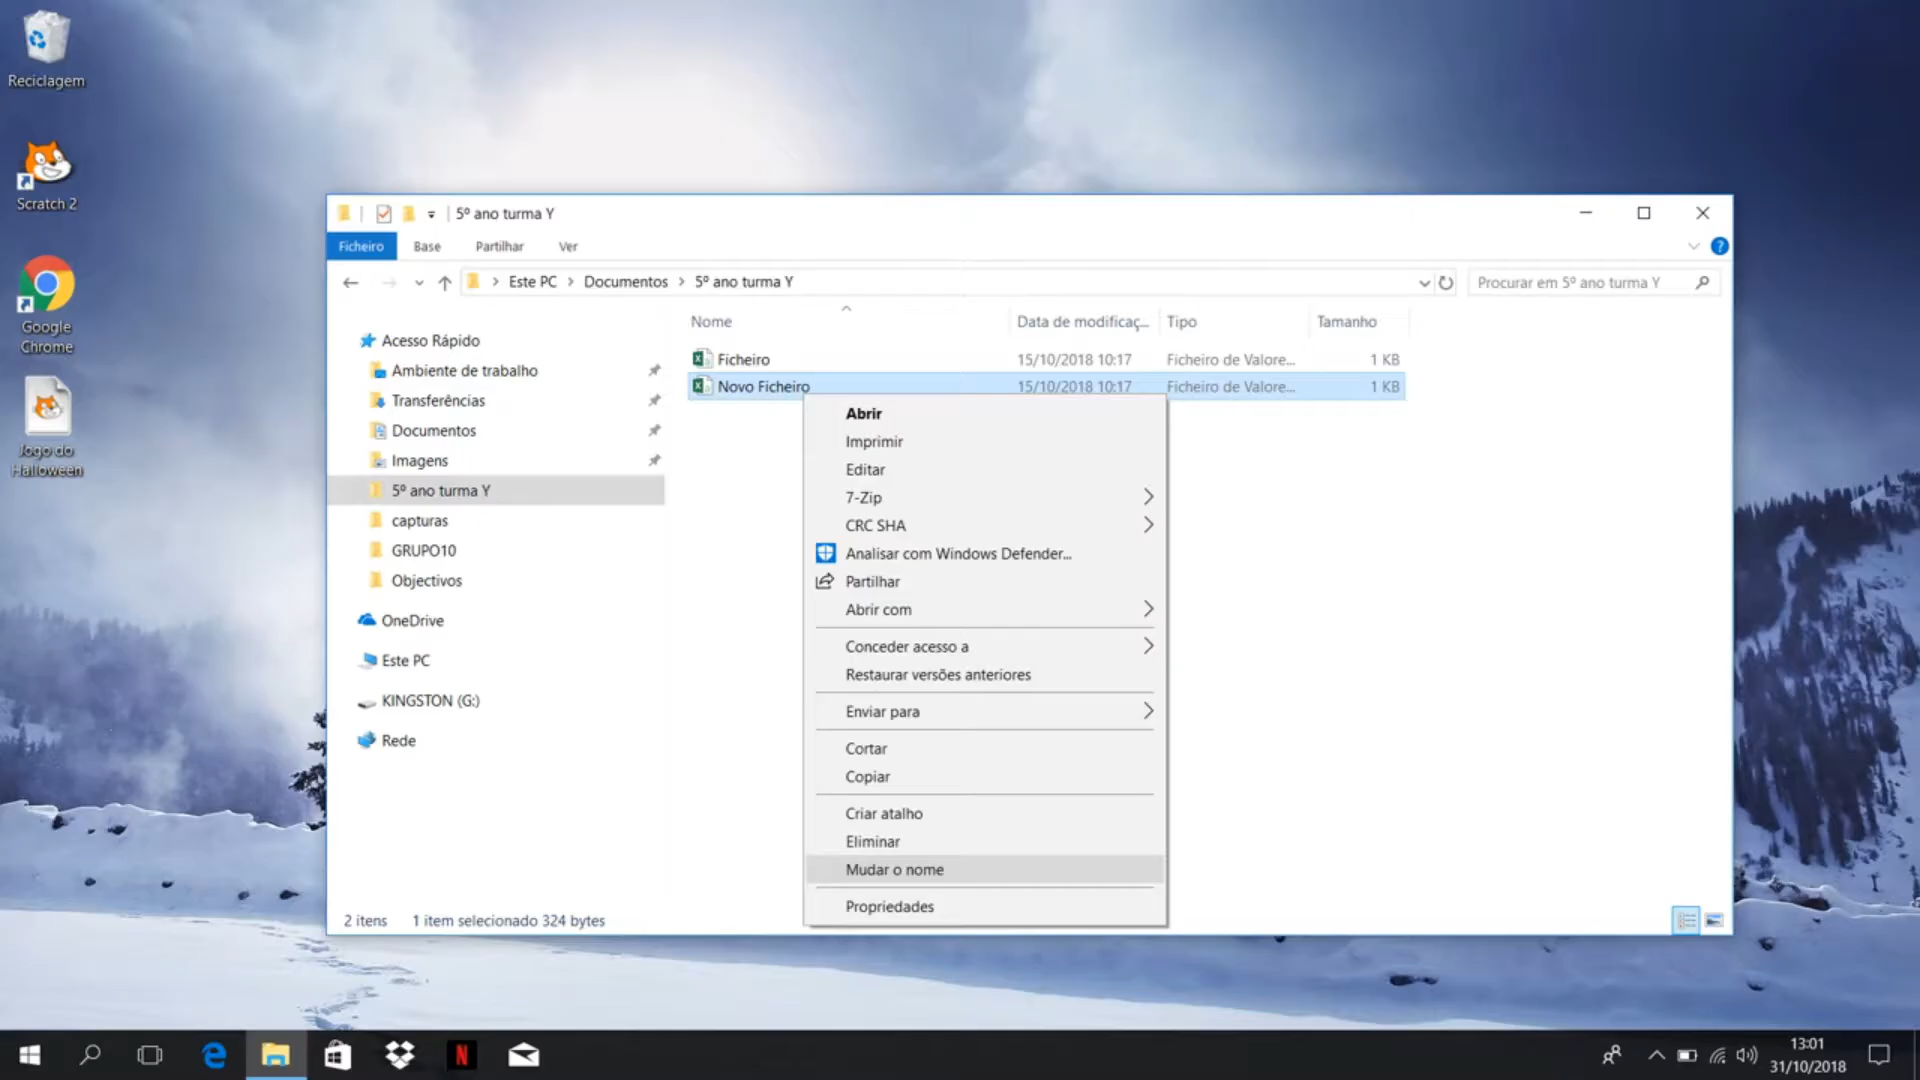 Reciclagem
Scratch 2
Google
Chrome
Jogo do
Halloween
5º ano turma Y
Ficheiro
Base
Partilhar
Ver
?
Este PC
Documentos
5º ano turma Y
Procurar em 5º ano turma Y
Acesso Rápido
Ambiente de trabalho
Transferências
Documentos
Imagens
5º ano turma Y
capturas
GRUPO10
Objectivos
OneDrive
Este PC
KINGSTON (G:)
Rede
Nome Data de modificaç... Tipo Tamanho
Ficheiro 15/10/2018 10:17 Ficheiro de Valore... 1 KB
Novo Ficheiro 15/10/2018 10:17 Ficheiro de Valore... 1 KB
Abrir
Imprimir
Editar
7-Zip
CRC SHA
Analisar com Windows Defender...
Partilhar
Abrir com
Conceder acesso a
Restaurar versões anteriores
Enviar para
Cortar
Copiar
Criar atalho
Eliminar
Mudar o nome
Propriedades
2 itens 1 item selecionado 324 bytes
N
13:01
31/10/2018